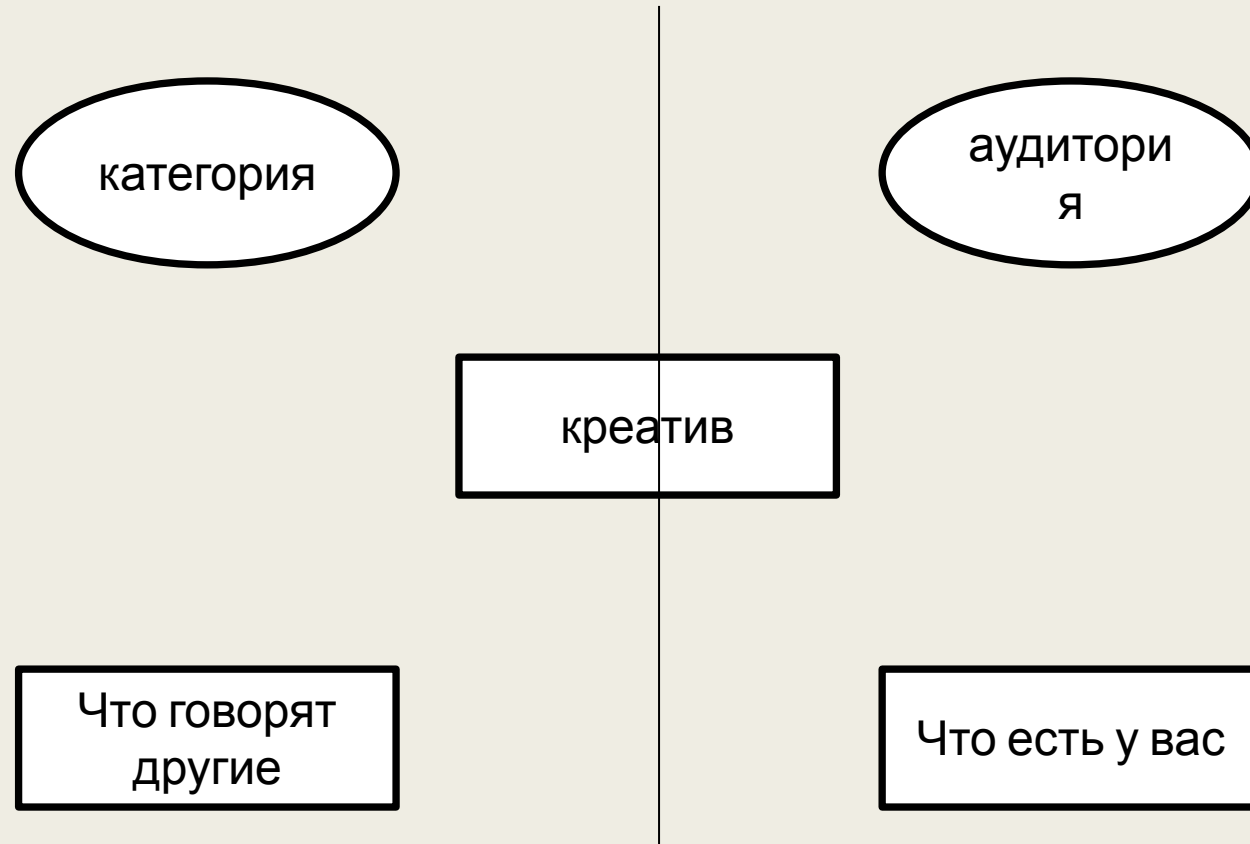 категория
аудитори
я
креатив
Что говорят
другие
Что есть у вас